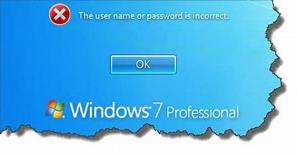 The user name or password is incorrect.
OK
Windows 7 Professional